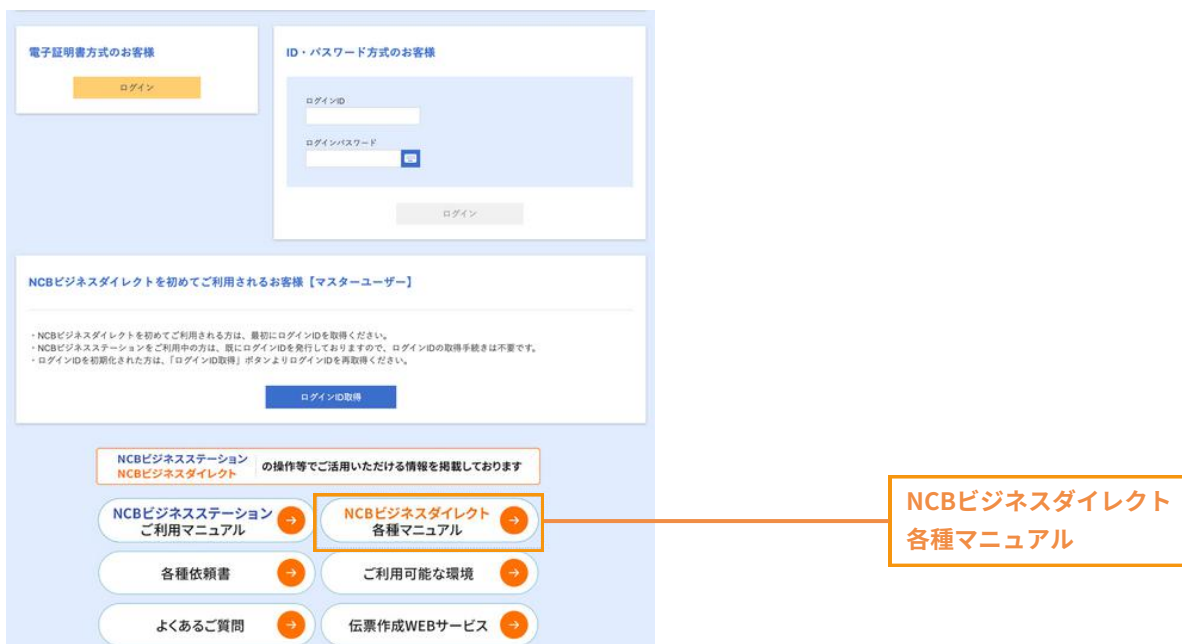 電子証明書方式のお客様
ログイン
ID・パスワード方式のお客様
ログインID
ログインパスワード
ログイン
NCBビジネスダイレクトを初めてご利用されるお客様【マスターユーザー】
・NCBビジネスダイレクトを初めてご利用される方は、最初にログインIDを取得ください。
・NCBビジネスステーションをご利用中の方は、既にログインIDを発行しておりますので、ログインIDの取得手続きは不要です。
・ログインIDを初期化された方は、「ログインID取得」ボタンよりログインIDを再取得ください。
ログインID取得
NCBビジネスステーション
NCBビジネスダイレクト
の操作等でご活用いただける情報を掲載しております
NCBビジネスステーション
ご利用マニュアル
NCBビジネスダイレクト
各種マニュアル
各種依頼書
ご利用可能な環境
よくあるご質問
伝票作成WEBサービス
NCBビジネスダイレクト
各種マニュアル